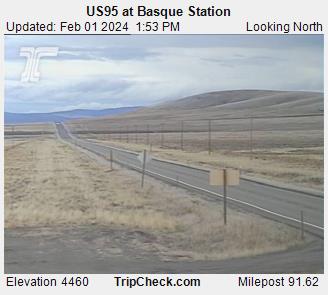 US95 at Basque Station
Updated: Feb 01 2024 1:53 PM Looking North
Elevation 4460 TripCheck.com Milepost 91.62